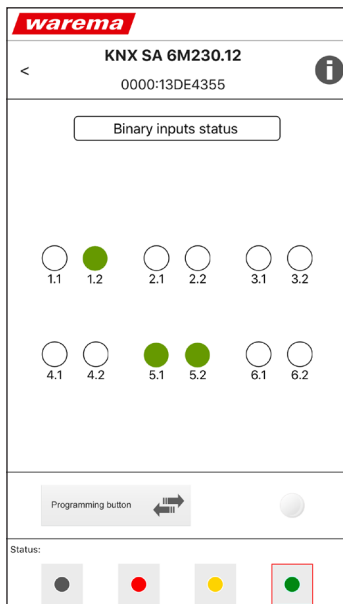 warema
KNX SA 6M230.12
<
0000:13DE4355
i
Binary inputs status
1.1 1.2 2.1 2.2 3.1 3.2
4.1 4.2 5.1 5.2 6.1 6.2
Programming button
Status: